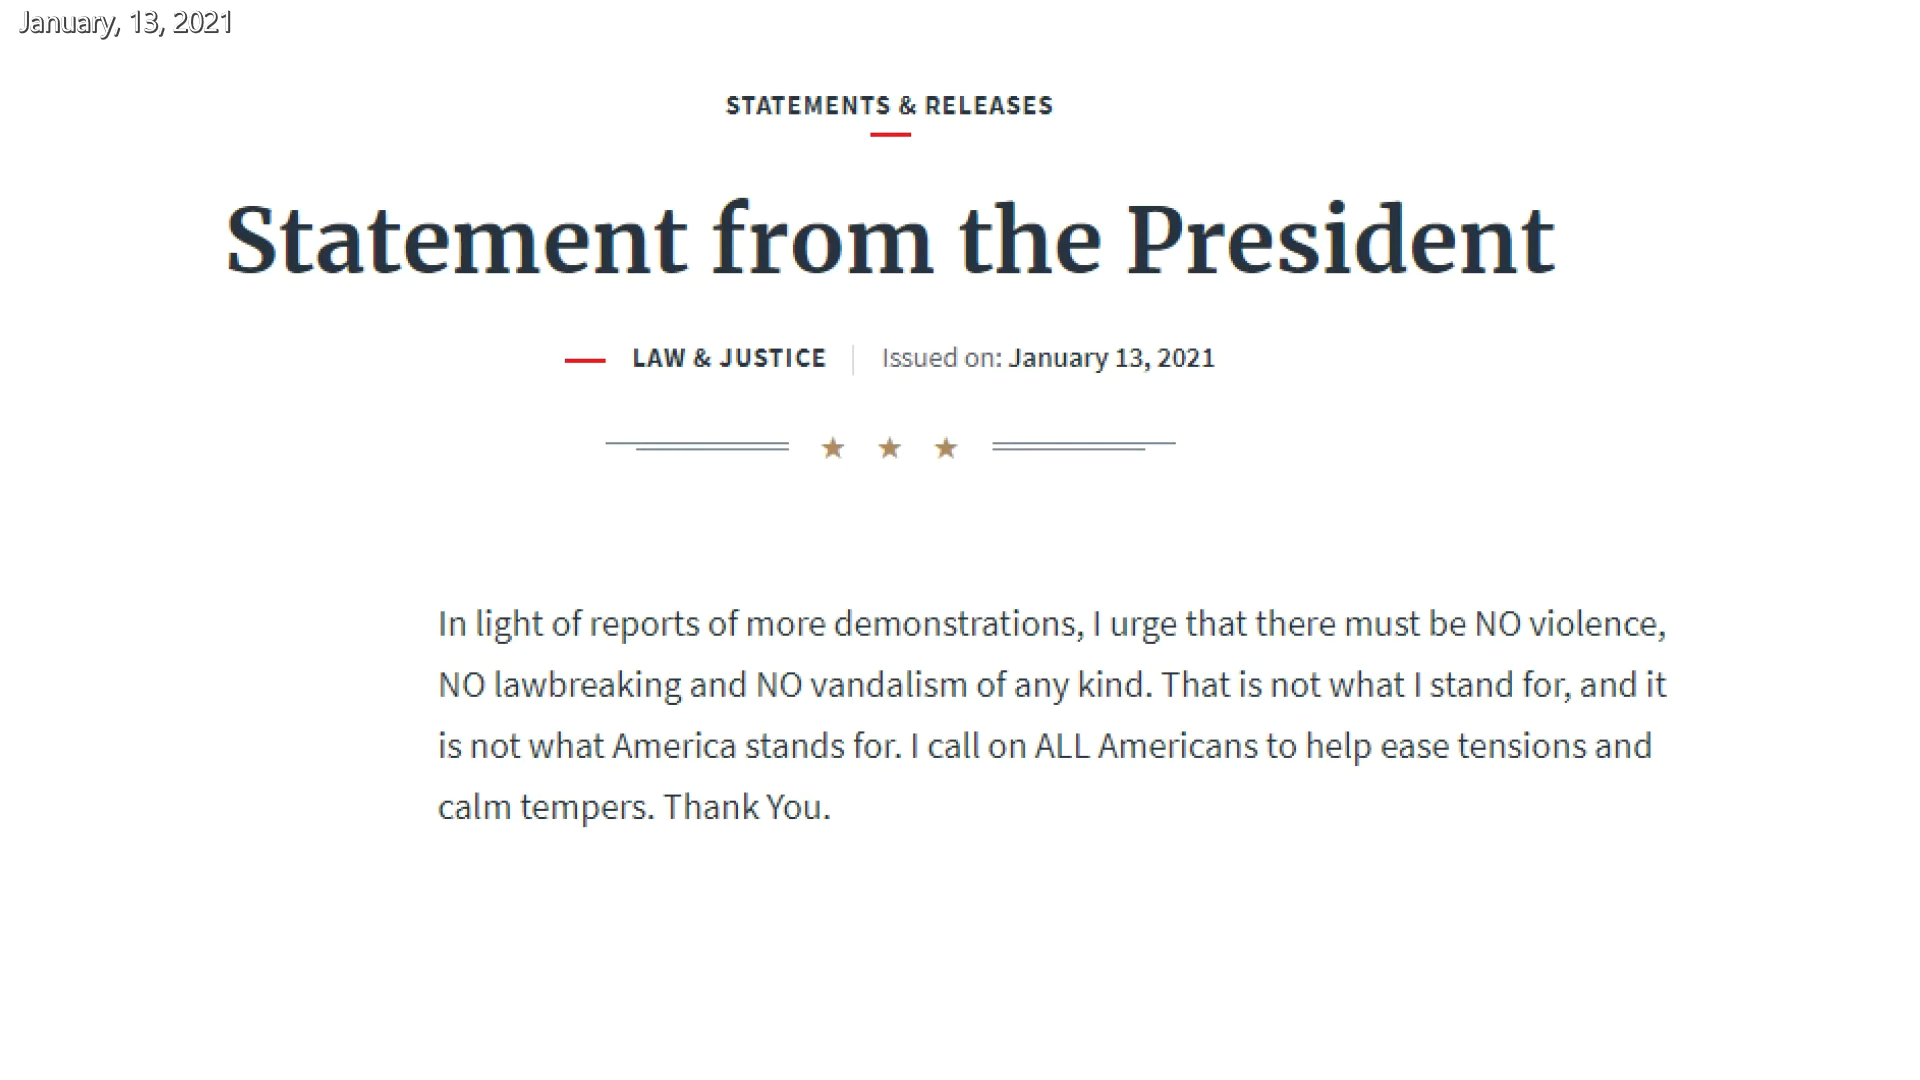 January, 13, 2021
STATEMENTS & RELEASES
Statement from the President
LAW & JUSTICE Issued on: January 13, 2021
In light of reports of more demonstrations, I urge that there must be NO violence,
NO lawbreaking and NO vandalism of any kind. That is not what I stand for, and it
is not what America stands for. I call on ALL Americans to help ease tensions and
calm tempers. Thank You.